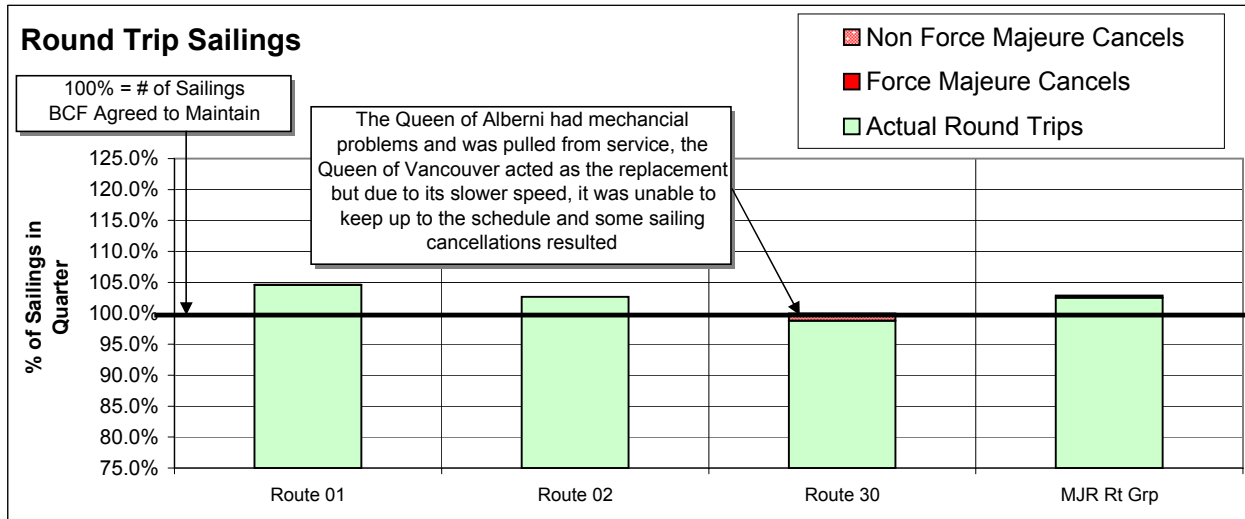 Round Trip Sailings
Non Force Majeure Cancels
Force Majeure Cancels
Actual Round Trips
100% = # of Sailings
BCF Agreed to Maintain
The Queen of Alberni had mechancial
problems and was pulled from service, the
Queen of Vancouver acted as the replacement
but due to its slower speed, it was unable to
keep up to the schedule and some sailing
cancellations resulted
% of Sailings in
Quarter
125.0%
120.0%
115.0%
110.0%
105.0%
100.0%
95.0%
90.0%
85.0%
80.0%
75.0%
Route 01
Route 02
Route 30
MJR Rt Grp